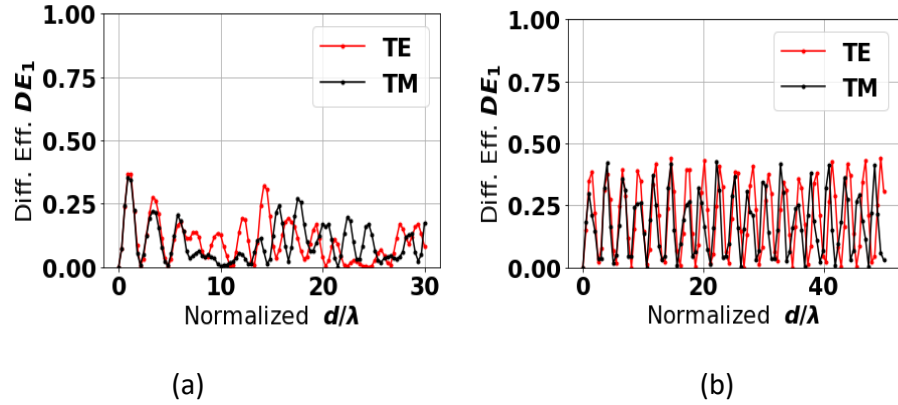 1.00
0.75
0.50
0.25
0.00
Diff. Eff. DE₁
TE
TM
0 10 20 30
Normalized d/λ
(a)
1.00
0.75
0.50
0.25
0.00
Diff. Eff. DE₁
TE
TM
0 20 40
Normalized d/λ
(b)